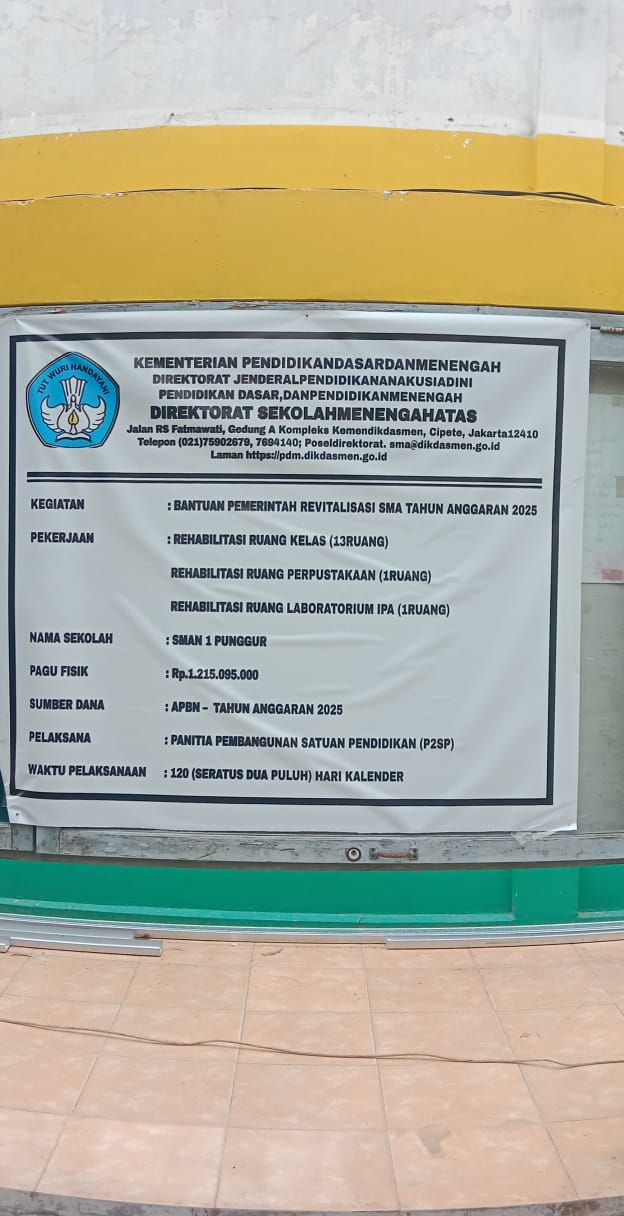 TUT WURI HANDAYANI
KEMENTERIAN PENDIDIKANDASARDANMENENGAH
DIREKTORAT JENDERALPENDIDIKANANAKUSIADINI
PENDIDIKAN DASAR,DANPENDIDIKANMENENGAH
DIREKTORAT SEKOLAHMENENGAHATAS
Jalan RS Fatmawati, Gedung A Kompleks Kemendikdasmen, Cipete, Jakarta12410
Telepon (021)75902679, 7694140; Poseldirektorat. sma@dikdasmen.go.id
Laman https://pdm.dikdasmen.go.id
KEGIATAN : BANTUAN PEMERINTAH REVITALISASI SMA TAHUN ANGGARAN 2025
PEKERJAAN : REHABILITASI RUANG KELAS (13RUANG)
REHABILITASI RUANG PERPUSTAKAAN (1RUANG)
REHABILITASI RUANG LABORATORIUM IPA (1RUANG)
NAMA SEKOLAH : SMAN 1 PUNGGUR
PAGU FISIK : Rp.1.215.095.000
SUMBER DANA : APBN – TAHUN ANGGARAN 2025
PELAKSANA : PANITIA PEMBANGUNAN SATUAN PENDIDIKAN (P2SP)
WAKTU PELAKSANAAN : 120 (SERATUS DUA PULUH) HARI KALENDER